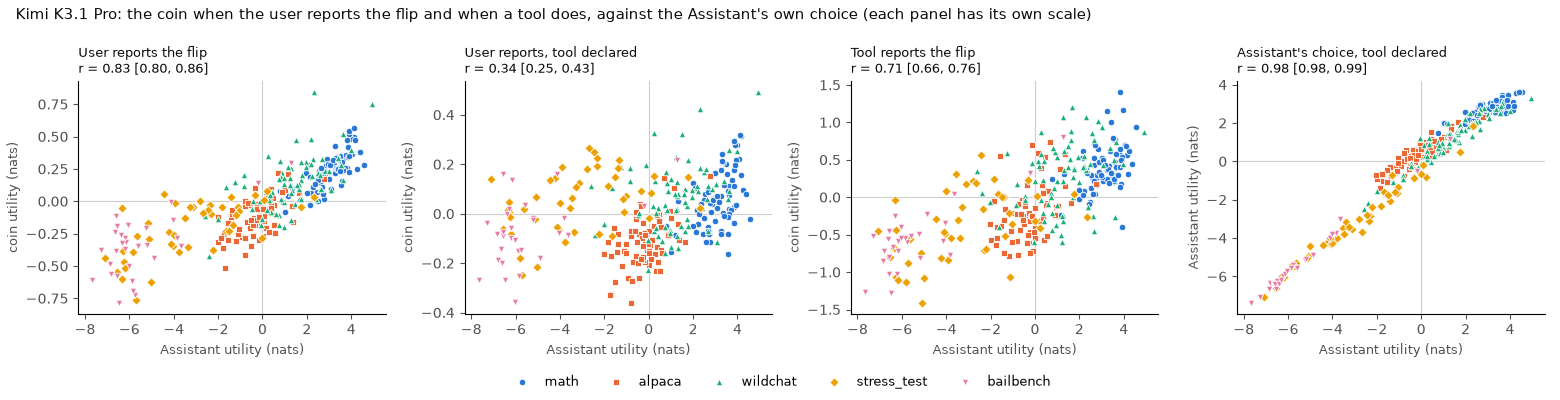 Kimi K3.1 Pro: the coin when the user reports the flip and when a tool does, against the Assistant's own choice (each panel has its own scale)
User reports the flip
r = 0.83 [0.80, 0.86]
0.75
0.50
0.25
0.00
−0.25
−0.50
−0.75
coin utility (nats)
−8 −6 −4 −2 0 2 4
Assistant utility (nats)
User reports, tool declared
r = 0.34 [0.25, 0.43]
0.4
0.2
0.0
−0.2
−0.4
coin utility (nats)
−8 −6 −4 −2 0 2 4
Assistant utility (nats)
Tool reports the flip
r = 0.71 [0.66, 0.76]
1.5
1.0
0.5
0.0
−0.5
−1.0
−1.5
coin utility (nats)
−8 −6 −4 −2 0 2 4
Assistant utility (nats)
Assistant's choice, tool declared
r = 0.98 [0.98, 0.99]
4
2
0
−2
−4
−6
Assistant utility (nats)
−8 −6 −4 −2 0 2 4
Assistant utility (nats)
math alpaca wildchat stress_test bailbench